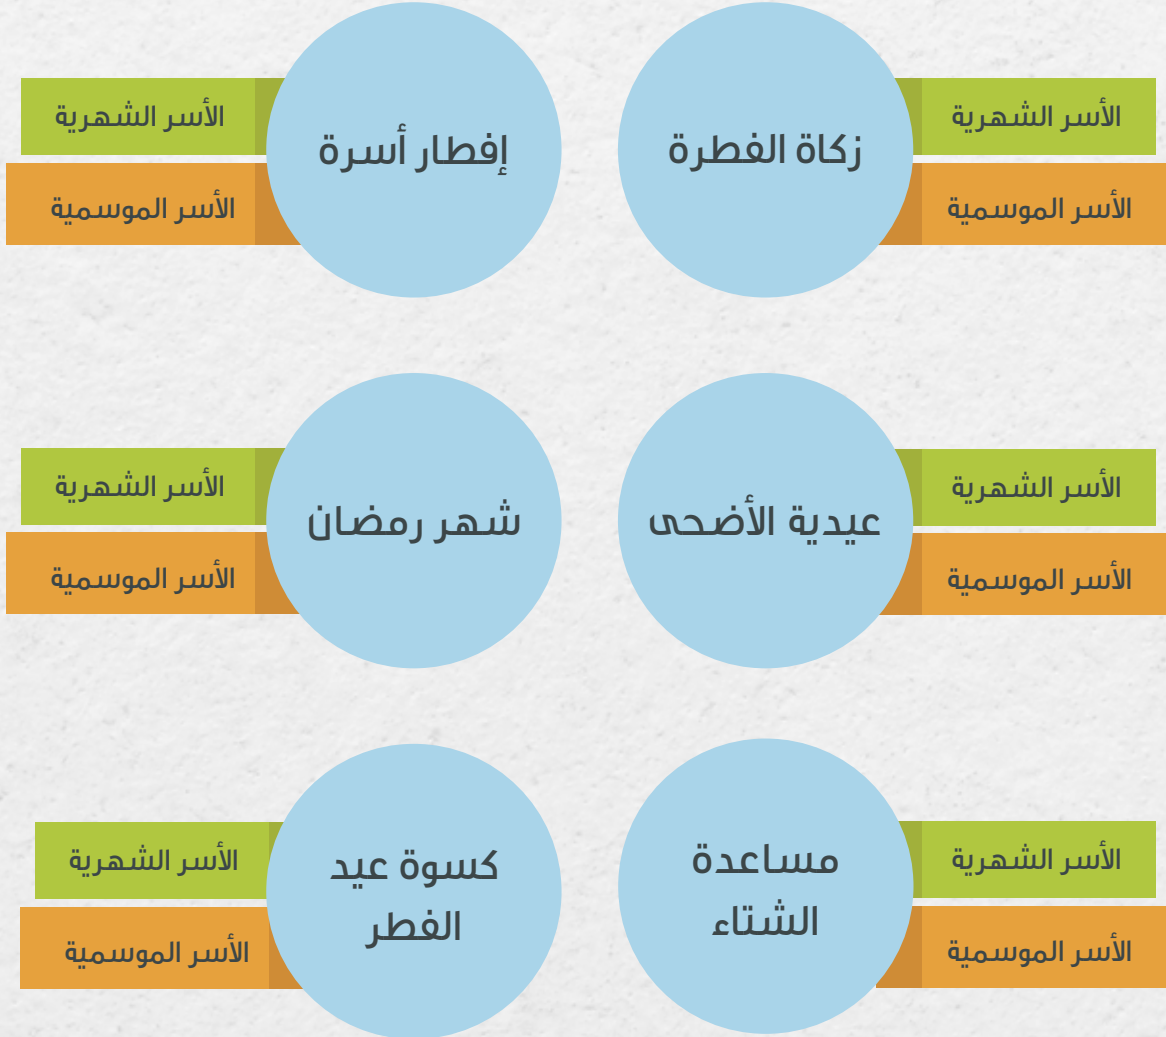 زكاة الفطرة
الأسر الشهرية
الأسر الموسمية
إفطار أسرة
الأسر الشهرية
الأسر الموسمية
عيدية الأضحى
الأسر الشهرية
الأسر الموسمية
شهر رمضان
الأسر الشهرية
الأسر الموسمية
مساعدة
الشتاء
الأسر الشهرية
الأسر الموسمية
كسوة عيد
الفطر
الأسر الشهرية
الأسر الموسمية